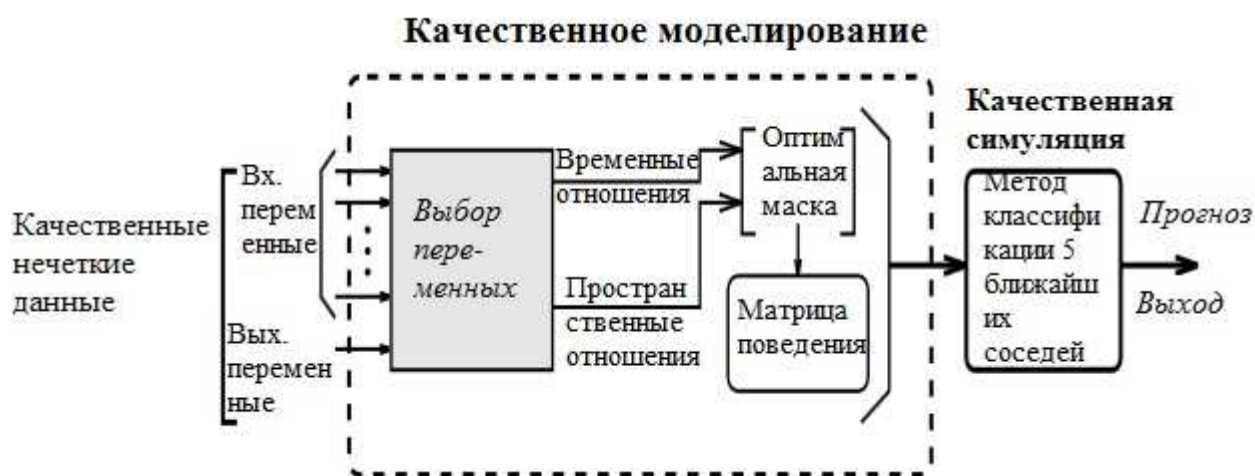 Качественное моделирование
Качественные
нечеткие
данные
Вх.
перем
енные
Вых.
перемен
ные
Выбор
пере-
менных
Временные
отношения
Простран
ственные
отношения
Оптим
альная
маска
Матрица
поведения
Качественная
симуляция
Метод
классифи
кации 5
ближайш
их
соседей
Прогноз
Выход